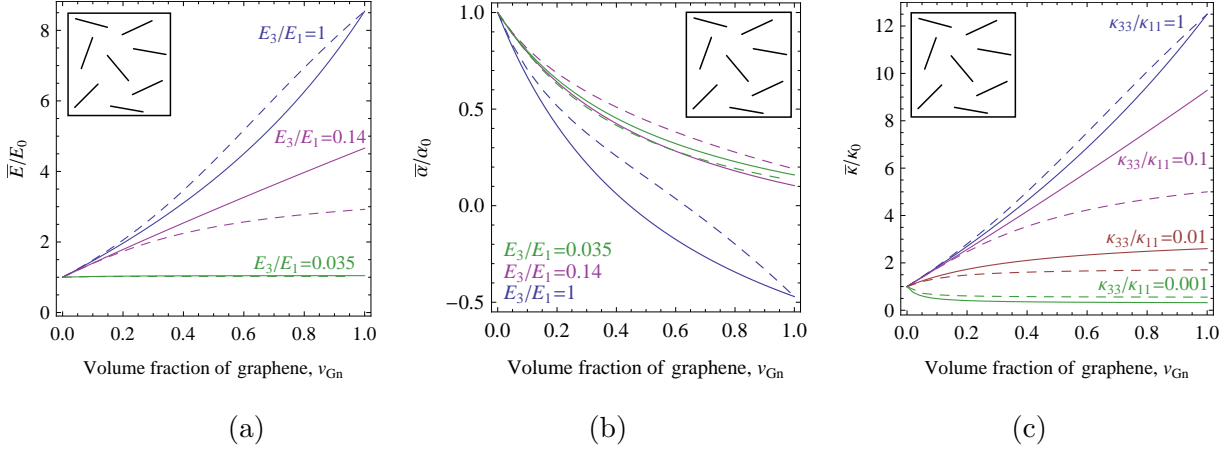 E̅/E₀
8
6
4
2
0
E₃/E₁=1
E₃/E₁=0.14
E₃/E₁=0.035
0.0 0.2 0.4 0.6 0.8 1.0
Volume fraction of graphene, vGn
(a)
α̅/α₀
1.0
0.5
0.0
−0.5
E₃/E₁=0.035
E₃/E₁=0.14
E₃/E₁=1
0.0 0.2 0.4 0.6 0.8 1.0
Volume fraction of graphene, vGn
(b)
κ̅/κ₀
12
10
8
6
4
2
0
κ₃₃/κ₁₁=1
κ₃₃/κ₁₁=0.1
κ₃₃/κ₁₁=0.01
κ₃₃/κ₁₁=0.001
0.0 0.2 0.4 0.6 0.8 1.0
Volume fraction of graphene, vGn
(c)